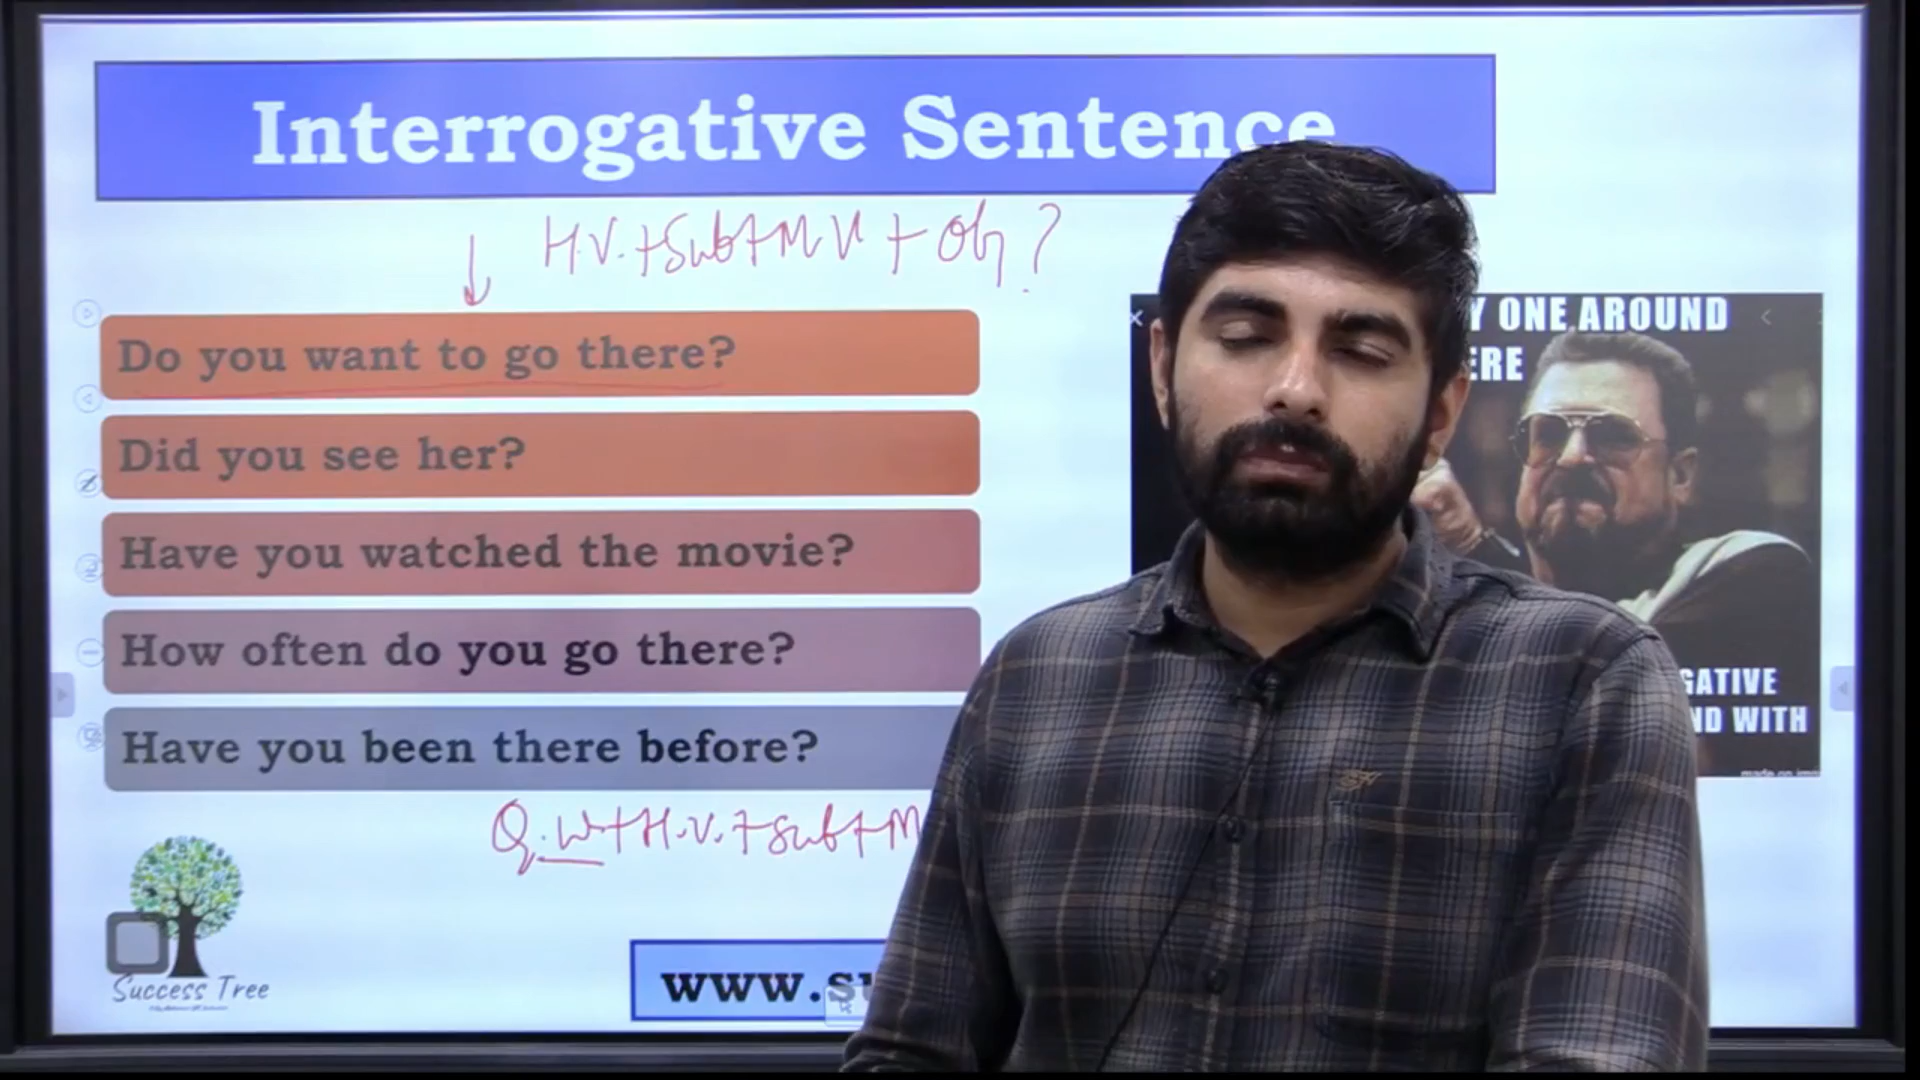 Interrogative Sentence
H.V.+Sub+M V + Obj ?
Do you want to go there?
Did you see her?
Have you watched the movie?
How often do you go there?
Have you been there before?
Q.W+H.V.+Sub+M
Y ONE AROUND
ERE
GATIVE
ND WITH
Success Tree
www.su